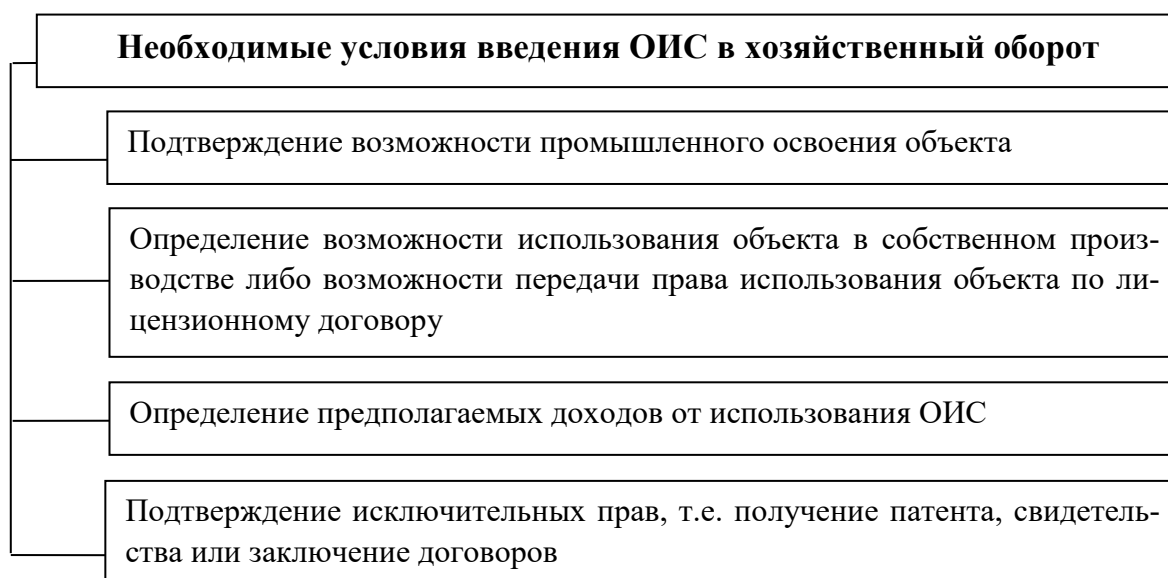 Необходимые условия введения ОИС в хозяйственный оборот
Подтверждение возможности промышленного освоения объекта
Определение возможности использования объекта в собственном произ-
водстве либо возможности передачи права использования объекта по ли-
цензионному договору
Определение предполагаемых доходов от использования ОИС
Подтверждение исключительных прав, т.е. получение патента, свидетель-
ства или заключение договоров